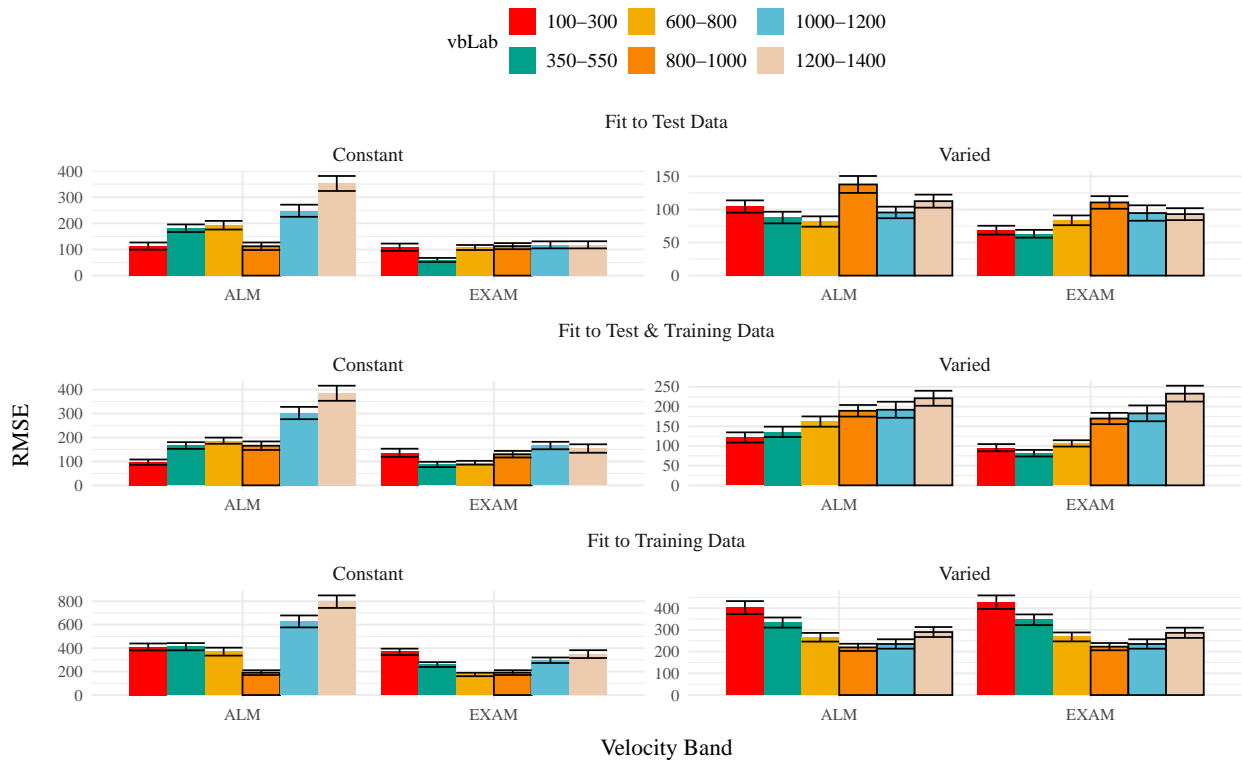 vbLab
100–300 600–800 1000–1200
350–550 800–1000 1200–1400
Fit to Test Data
Constant Varied
400
300
200
100
0
150
100
50
0
ALM EXAM ALM EXAM
Fit to Test & Training Data
Constant Varied
400
300
200
100
0
250
200
150
100
50
0
ALM EXAM ALM EXAM
RMSE
Fit to Training Data
Constant Varied
800
600
400
200
0
400
300
200
100
0
ALM EXAM ALM EXAM
Velocity Band